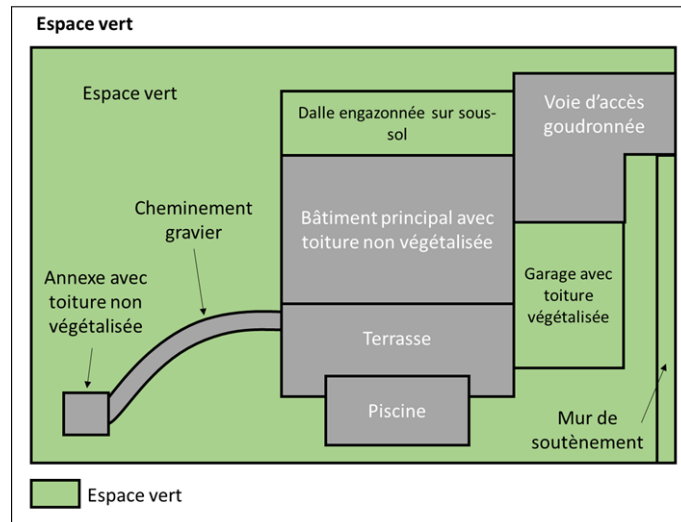 Espace vert
Espace vert
Dalle engazonnée sur sous-
sol
Voie d'accès
goudronnée
Cheminement
gravier
Bâtiment principal avec
toiture non végétalisée
Annexe avec
toiture non
végétalisée
Garage avec
toiture
végétalisée
Terrasse
Piscine
Mur de
soutènement
Espace vert